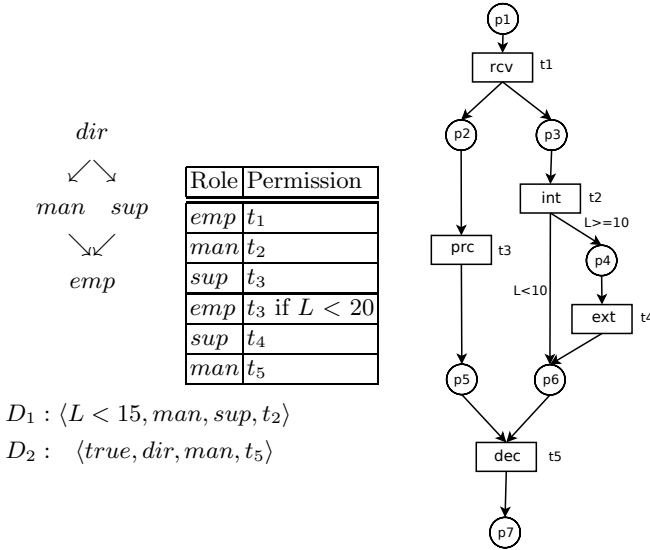 dir
man sup
emp
Role Permission
emp t₁
man t₂
sup t₃
emp t₃ if L < 20
sup t₄
man t₅
D₁ : ⟨L < 15, man, sup, t₂⟩
D₂ : ⟨true, dir, man, t₅⟩
p1
rcv t1
p2 p3
int t2
L>=10
prc t3
p4
L<10
ext t4
p5 p6
dec t5
p7